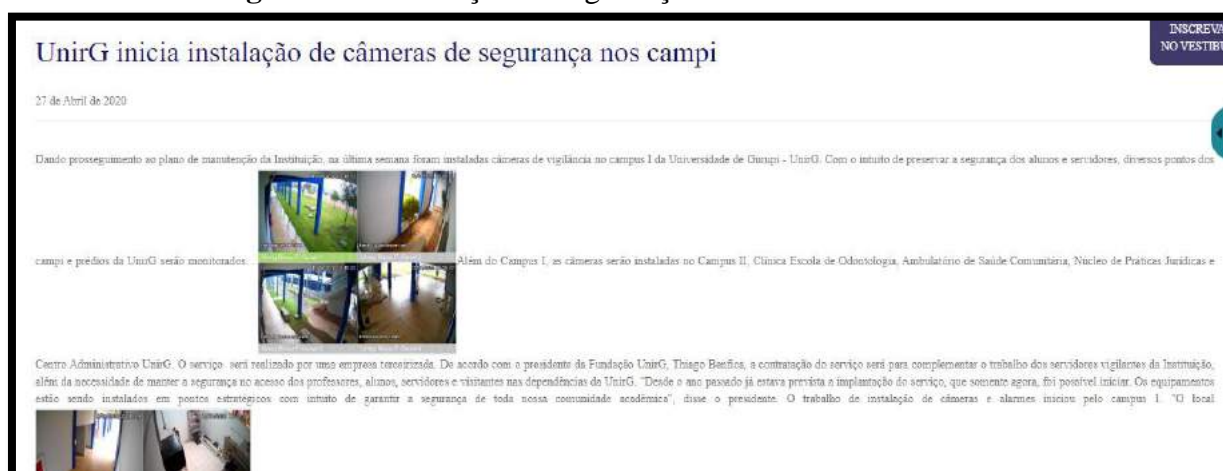 UnirG inicia instalação de câmeras de segurança nos campi
INSCREVA
NO VESTIBU
27 de Abril de 2020
Dando prosseguimento ao plano de manutenção da Instituição, na última semana foram instaladas câmeras de vigilância no campus I da Universidade de Gurupi - UnirG. Com o intuito de preservar a segurança dos alunos e servidores, diversos pontos dos
campi e prédios da UnirG serão monitorados.
Além do Campus I, as câmeras serão instaladas no Campus II, Clínica Escola de Odontologia, Ambulatório de Saúde Comunitária, Núcleo de Práticas Jurídicas e
Centro Administrativo UnirG. O serviço será realizado por uma empresa terceirizada. De acordo com o presidente da Fundação UnirG, Thiago Benfica, a contratação do serviço será para complementar o trabalho dos servidores vigilantes da Instituição,
além da necessidade de manter a segurança no acesso dos professores, alunos, servidores e visitantes nas dependências da UnirG. "Desde o ano passado já estava prevista a implantação do serviço, que somente agora, foi possível iniciar. Os equipamentos
estão sendo instalados em pontos estratégicos com intuito de garantir a segurança de toda nossa comunidade acadêmica", disse o presidente. O trabalho de instalação de câmeras e alarmes iniciou pelo campus I. "O local